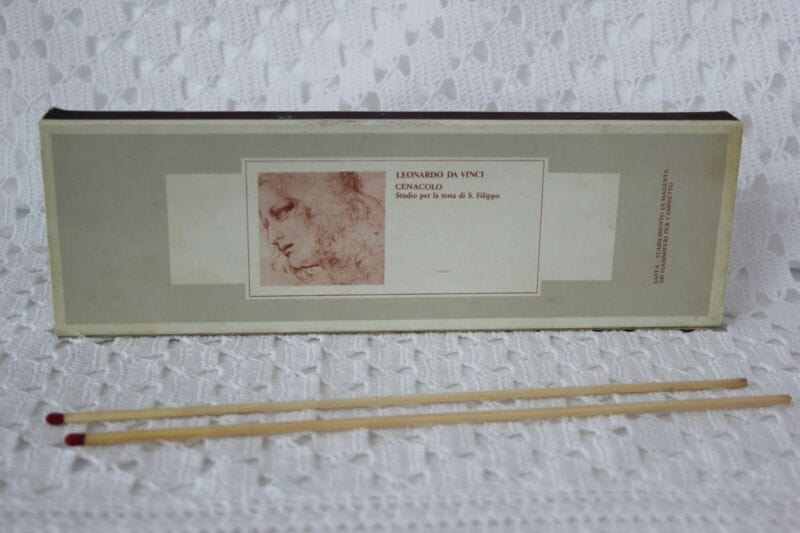 LEONARDO DA VINCI
CENACOLO
Studio per la testa di S. Filippo
SAFFA - STABILIMENTO DI MAGENTA
100 FIAMMIFERI PER CAMINETTO